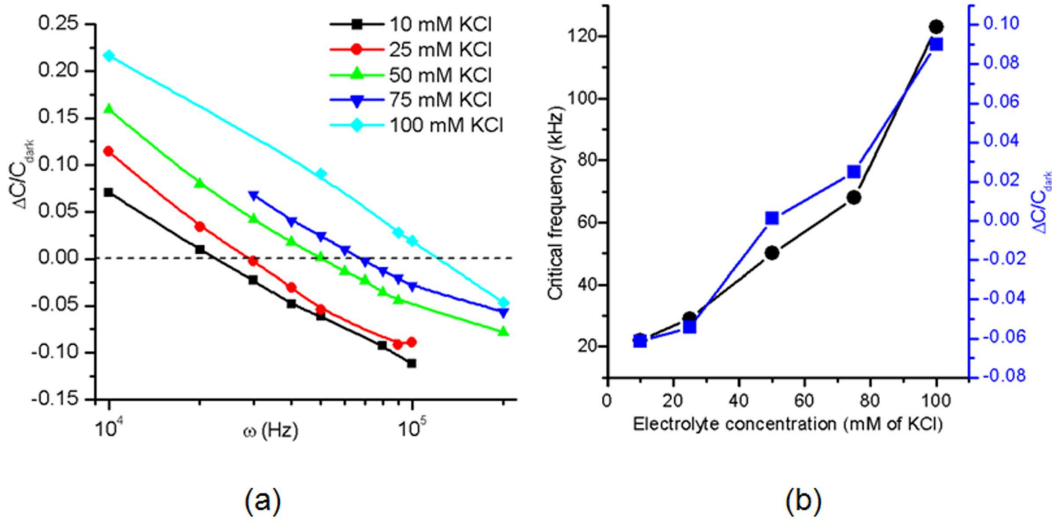 0.25
0.20
0.15
0.10
0.05
0.00
-0.05
-0.10
-0.15
ΔC/C_dark
10 mM KCl
25 mM KCl
50 mM KCl
75 mM KCl
100 mM KCl
10^4
ω (Hz)
10^5
(a)
120
100
80
60
40
20
Critical frequency (kHz)
0.10
0.08
0.06
0.04
0.02
0.00
-0.02
-0.04
-0.06
-0.08
ΔC/C_dark
0 20 40 60 80 100
Electrolyte concentration (mM of KCl)
(b)